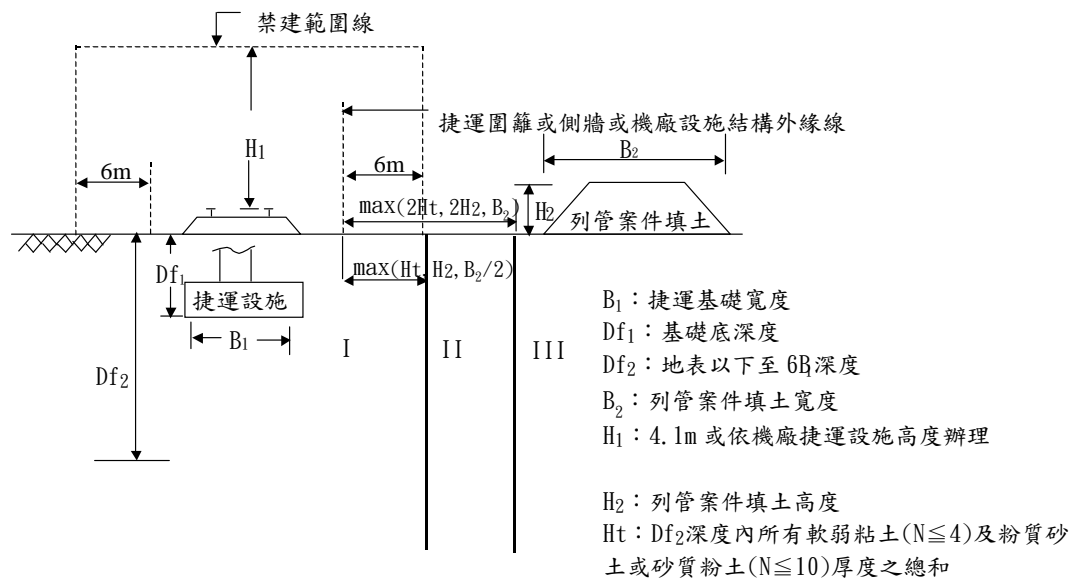 禁建範圍線
捷運圍籬或側牆或機廠設施結構外緣線
H₁
B₂
6m
6m
max(2Ht,2H2,B₂)
H₂
列管案件填土
Df₁
max(Ht,H2,B₂/2)
捷運設施
B₁
I
II
III
Df₂
B₁：捷運基礎寬度
Df₁：基礎底深度
Df₂：地表以下至6B₁深度
B₂：列管案件填土寬度
H₁：4.1m或依機廠捷運設施高度辦理
H₂：列管案件填土高度
Ht：Df₂深度內所有軟弱粘土(N≦4)及粉質砂
土或砂質粉土(N≦10)厚度之總和